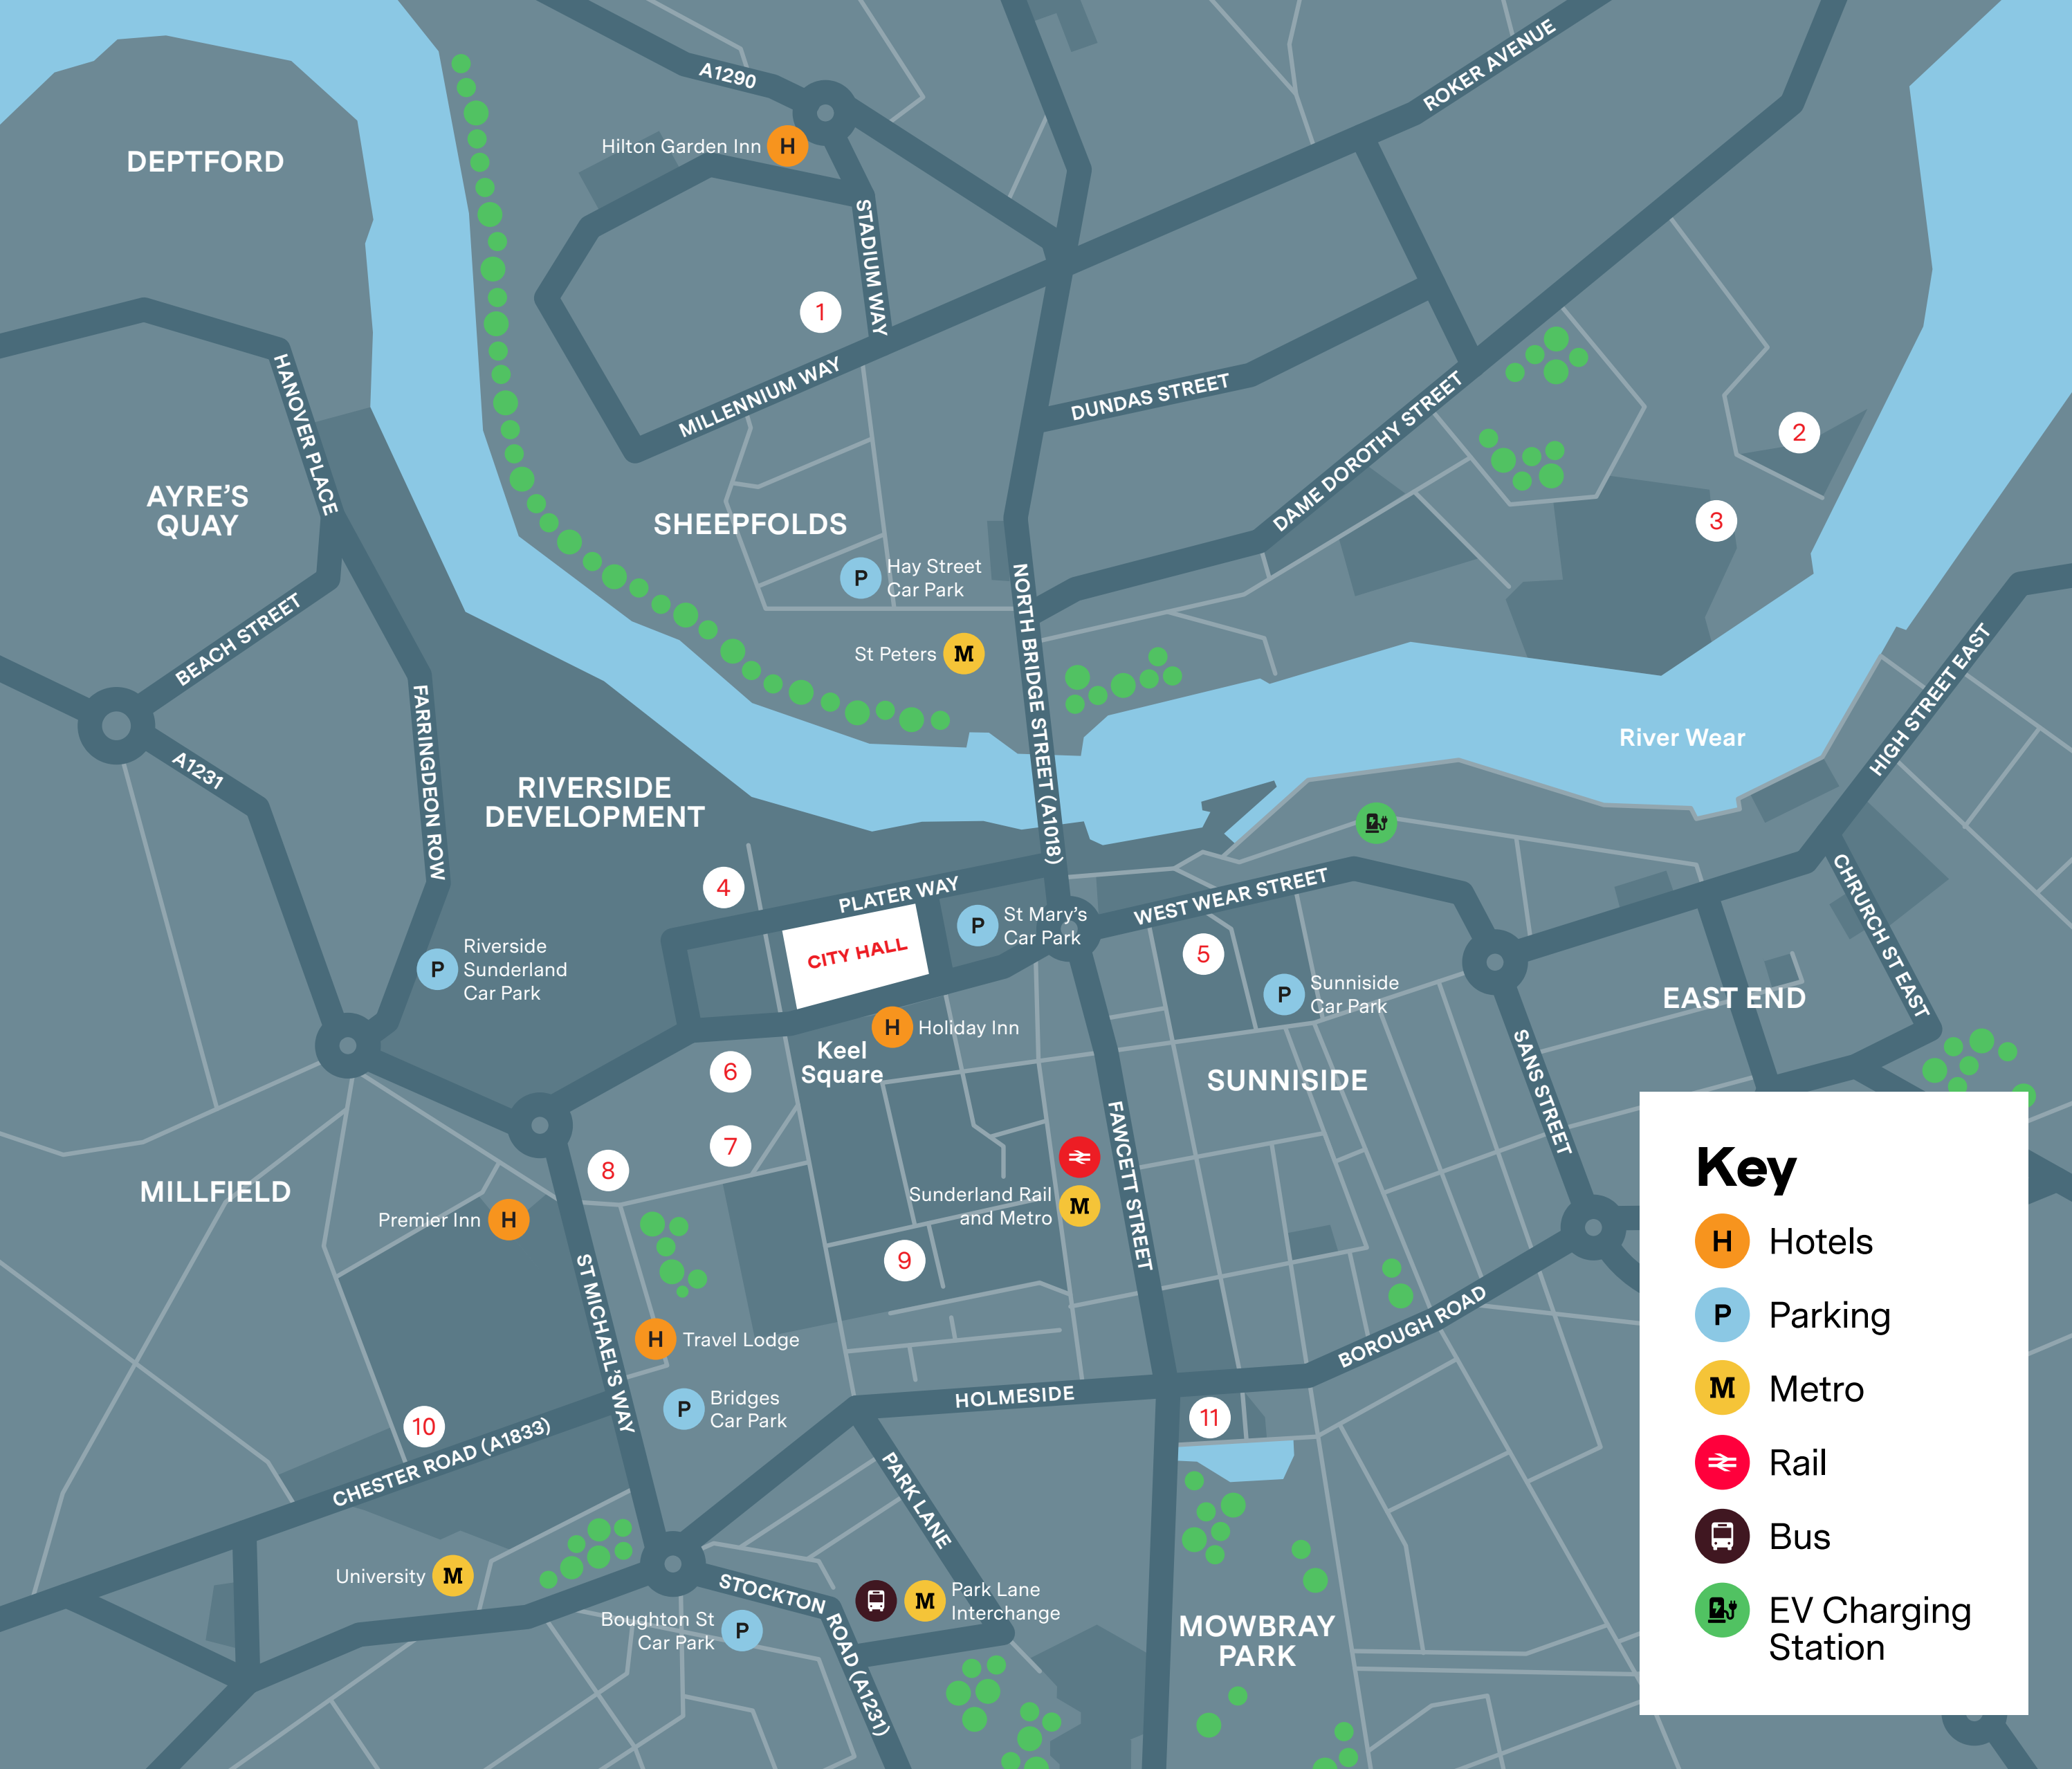 A1290
ROKER AVENUE
Hilton Garden Inn
H
DEPTFORD
STADIUM WAY
1
MILLENNIUM WAY
DUNDAS STREET
HANOVER PLACE
DAME DOROTHY STREET
2
AYRE’S
QUAY
SHEEPFOLDS
3
P
Hay Street
Car Park
NORTH BRIDGE STREET (A1018)
BEACH STREET
St Peters
M
HIGH STREET EAST
River Wear
A1231
FARRINGDEON ROW
RIVERSIDE
DEVELOPMENT
4
PLATER WAY
WEST WEAR STREET
CHRURCH ST EAST
P
St Mary’s
Car Park
CITY HALL
5
P
Riverside
Sunderland
Car Park
P
Sunniside
Car Park
EAST END
H
Holiday Inn
Keel
Square
6
SUNNISIDE
SANS STREET
7
8
FAWCETT STREET
MILLFIELD
Sunderland Rail
and Metro
M
Premier Inn
H
9
ST MICHAEL’S WAY
H
Travel Lodge
BOROUGH ROAD
P
Bridges
Car Park
HOLMESIDE
10
11
CHESTER ROAD (A1833)
PARK LANE
University
M
STOCKTON
ROAD (A1231)
M
Park Lane
Interchange
Boughton St
Car Park
P
MOWBRAY
PARK
Key
H
Hotels
P
Parking
M
Metro
Rail
Bus
EV Charging
Station